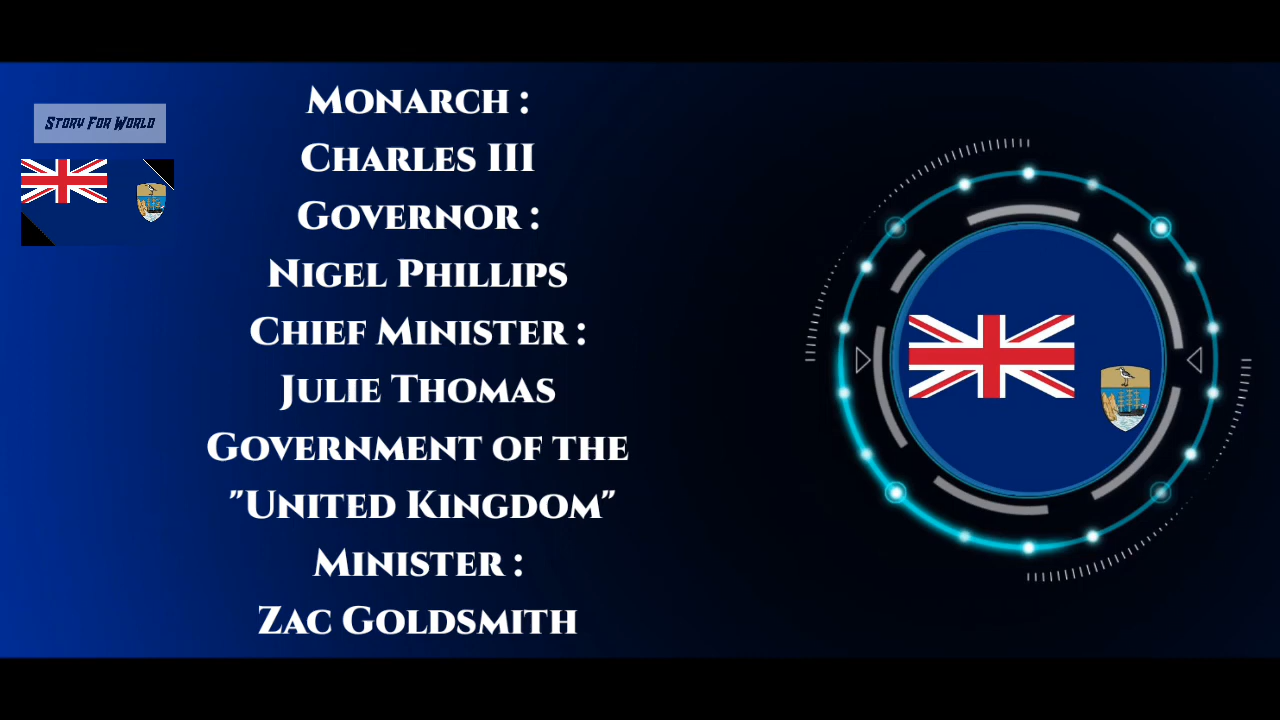 Story For World
Monarch :
Charles III
Governor :
Nigel Phillips
Chief Minister :
Julie Thomas
Government of the
"United Kingdom"
Minister :
Zac Goldsmith